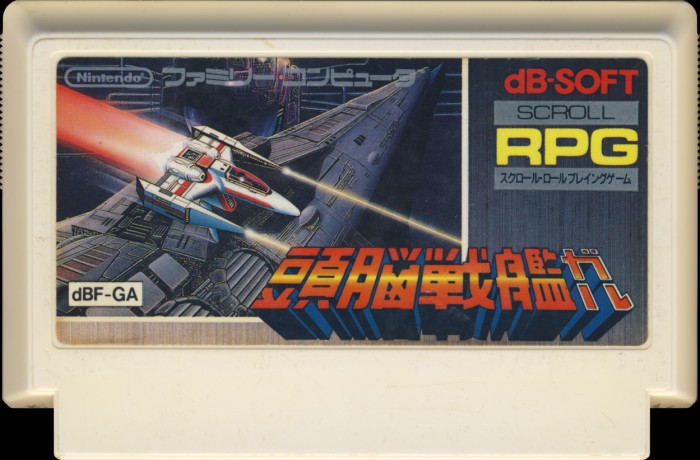 Nintendo
ファミリーコンピュータ
dB-SOFT
SCROLL
RPG
スクロール・ロールプレイングゲーム
頭脳戦艦ガル
dBF-GA